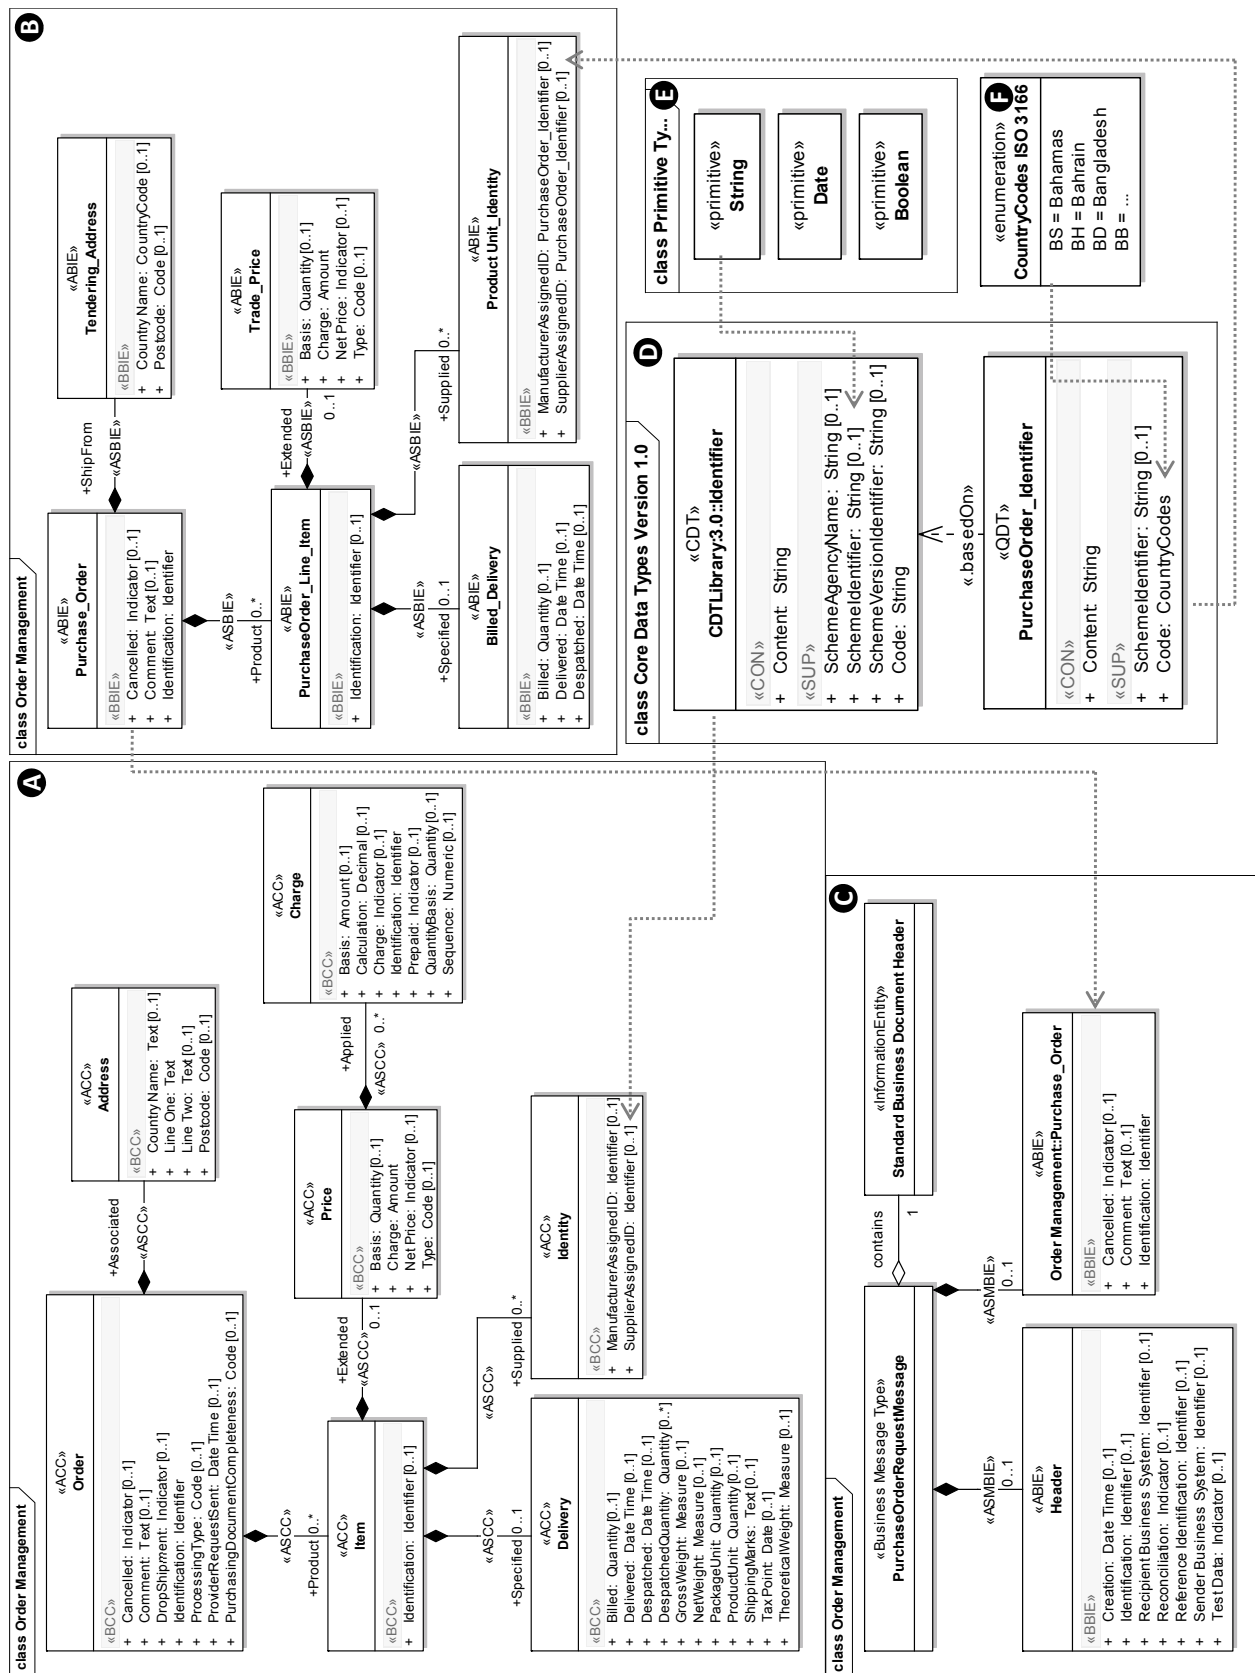 class Order Management
A
«ACC»
Order
«BCC»
+ Cancelled: Indicator [0..1]
+ Comment: Text [0..1]
+ DropShipment: Indicator [0..1]
+ Identification: Identifier
+ ProcessingType: Code [0..1]
+ ProviderRequestSent: Date Time [0..1]
+ PurchasingDocumentCompleteness: Code [0..1]
+Associated
«ASCC»
«ACC»
Address
«BCC»
+ CountryName: Text [0..1]
+ Line One: Text
+ Line Two: Text [0..1]
+ Postcode: Code [0..1]
«ASCC»
+Product 0..*
«ACC»
Item
«BCC»
+ Identification: Identifier [0..1]
+Extended
«ASCC»
0..1
«ACC»
Price
«BCC»
+ Basis: Quantity [0..1]
+ Charge: Amount
+ Net Price: Indicator [0..1]
+ Type: Code [0..1]
+Applied
«ASCC» 0..*
«ACC»
Charge
«BCC»
+ Basis: Amount [0..1]
+ Calculation: Decimal [0..1]
+ Charge: Indicator [0..1]
+ Identification: Identifier
+ Prepaid: Indicator [0..1]
+ QuantityBasis: Quantity [0..1]
+ Sequence: Numeric [0..1]
«ASCC»
+Specified 0..1
«ACC»
Delivery
«BCC»
+ Billed: Quantity [0..1]
+ Delivered: Date Time [0..1]
+ Despatched: Date Time [0..1]
+ DespatchedQuantity: Quantity [0..*]
+ GrossWeight: Measure [0..1]
+ NetWeight: Measure [0..1]
+ PackageUnit: Quantity [0..1]
+ ProductUnit: Quantity [0..1]
+ ShippingMarks: Text [0..1]
+ TaxPoint: Date [0..1]
+ TheoreticalWeight: Measure [0..1]
«ASCC»
+Supplied 0..*
«ACC»
Identity
«BCC»
+ ManufacturerAssignedID: Identifier [0..1]
+ SupplierAssignedID: Identifier [0..1]
class Order Management
B
«ABIE»
Purchase_Order
«BBIE»
+ Cancelled: Indicator [0..1]
+ Comment: Text [0..1]
+ Identification: Identifier
+ShipFrom
«ASBIE»
«ABIE»
Tendering_Address
«BBIE»
+ Country Name: CountryCode [0..1]
+ Postcode: Code [0..1]
«ASBIE»
+Product 0..*
«ABIE»
PurchaseOrder_Line_Item
«BBIE»
+ Identification: Identifier [0..1]
+Extended
«ASBIE»
0..1
«ABIE»
Trade_Price
«BBIE»
+ Basis: Quantity [0..1]
+ Charge: Amount
+ Net Price: Indicator [0..1]
+ Type: Code [0..1]
«ASBIE»
+Specified 0..1
«ABIE»
Billed_Delivery
«BBIE»
+ Billed: Quantity [0..1]
+ Delivered: Date Time [0..1]
+ Despatched: Date Time [0..1]
«ASBIE»
+Supplied 0..*
«ABIE»
Product Unit_Identity
«BBIE»
+ ManufacturerAssignedID: PurchaseOrder_Identifier [0..1]
+ SupplierAssignedID: PurchaseOrder_Identifier [0..1]
class Order Management
C
«Business Message Type»
PurchaseOrderRequestMessage
contains
1
«InformationEntity»
Standard Business Document Header
«ASMBIE»
0..1
«ABIE»
Header
«BBIE»
+ Creation: Date Time [0..1]
+ Identification: Identifier [0..1]
+ Recipient Business System: Identifier [0..1]
+ Reconciliation: Indicator [0..1]
+ Reference Identification: Identifier [0..1]
+ Sender Business System: Identifier [0..1]
+ Test Data: Indicator [0..1]
«ASMBIE»
0..1
«ABIE»
Order Management::Purchase_Order
«BBIE»
+ Cancelled: Indicator [0..1]
+ Comment: Text [0..1]
+ Identification: Identifier
class Core Data Types Version 1.0
D
«CDT»
CDTLibrary:3.0::Identifier
«CON»
+ Content: String
«SUP»
+ SchemeAgencyName: String [0..1]
+ SchemeIdentifier: String [0..1]
+ SchemeVersionIdentifier: String [0..1]
+ Code: String
«.basedOn»
«QDT»
PurchaseOrder_Identifier
«CON»
+ Content: String
«SUP»
+ SchemeIdentifier: String [0..1]
+ Code: CountryCodes
class Primitive Ty...
E
«primitive»
String
«primitive»
Date
«primitive»
Boolean
«enumeration»
F
CountryCodes ISO 3166
BS = Bahamas
BH = Bahrain
BD = Bangladesh
BB = ...